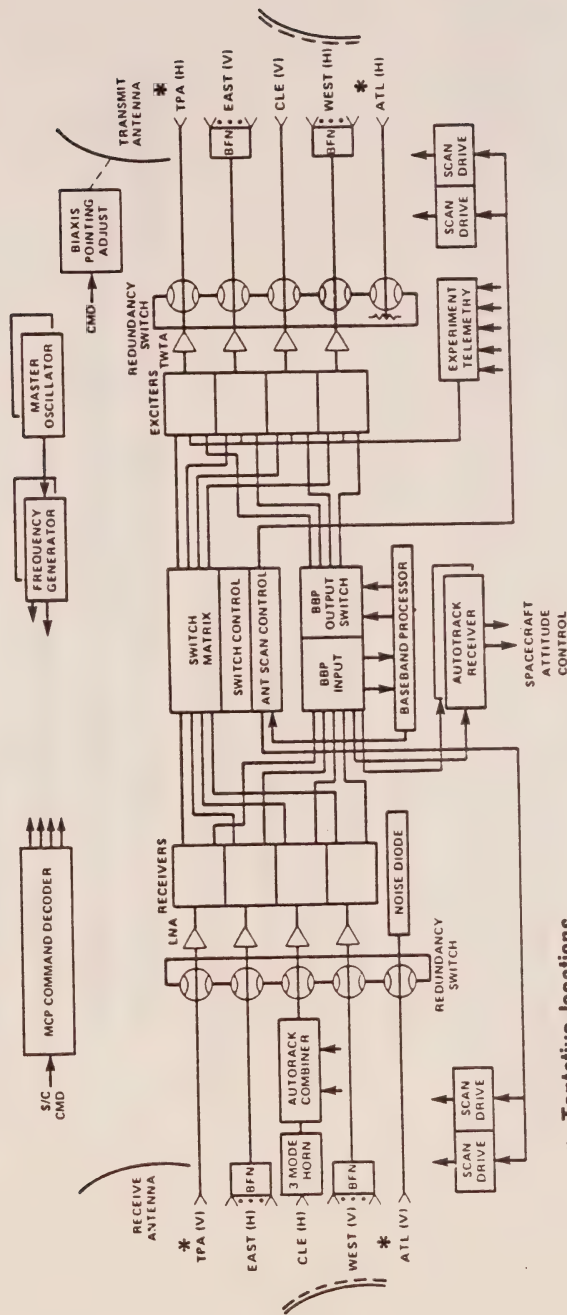 S/C
CMD
MCP COMMAND DECODER
FREQUENCY
GENERATOR
MASTER
OSCILLATOR
CMD
BIAXIS
POINTING
ADJUST
TRANSMIT
ANTENNA
RECEIVE
ANTENNA
* TPA (V)
EAST (H)
BFN
CLE (H)
3 MODE
HORN
AUTORACK
COMBINER
WEST (V)
BFN
* ATL (V)
NOISE DIODE
REDUNDANCY
SWITCH
LNA
RECEIVERS
SWITCH
MATRIX
SWITCH CONTROL
ANT SCAN CONTROL
BBP
INPUT
BBP
OUTPUT
SWITCH
BASEBAND PROCESSOR
AUTOTRACK
RECEIVER
SPACECRAFT
ATTITUDE
CONTROL
EXCITERS
TWTA
REDUNDANCY
SWITCH
* TPA (H)
BFN
EAST (V)
CLE (V)
BFN
WEST (H)
* ATL (H)
EXPERIMENT
TELEMETRY
SCAN
DRIVE
SCAN
DRIVE
SCAN
DRIVE
SCAN
DRIVE
Tentative locations